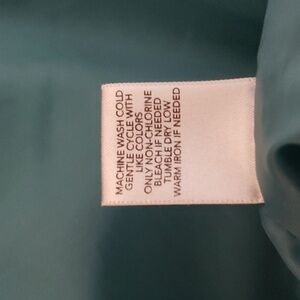 MACHINE WASH COLD
GENTLE CYCLE WITH
LIKE COLORS
ONLY NON-CHLORINE
BLEACH IF NEEDED
TUMBLE DRY LOW
WARM IRON IF NEEDED